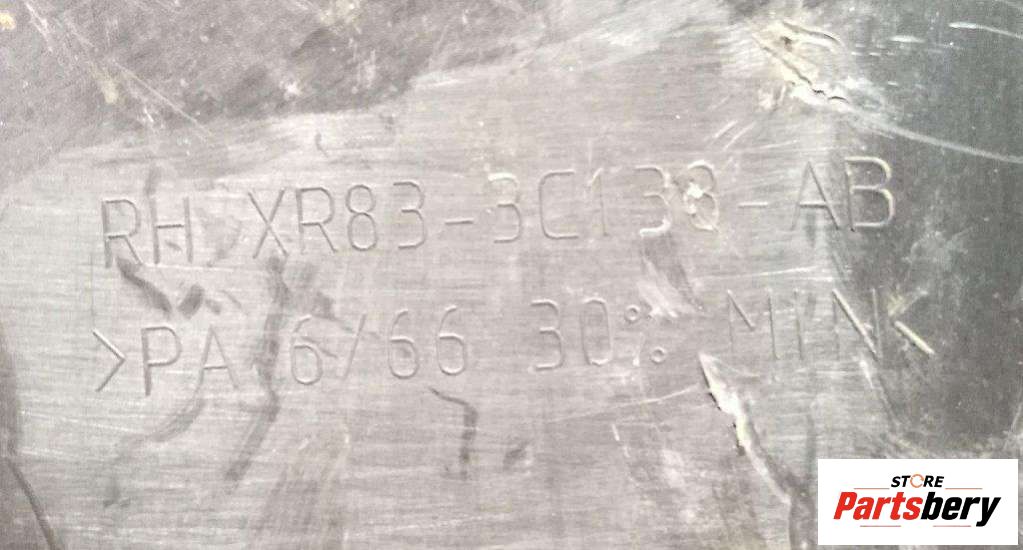 RH XR83-3C138-AB
>PA 6/66 30% MIN<
STORE
Partsbery